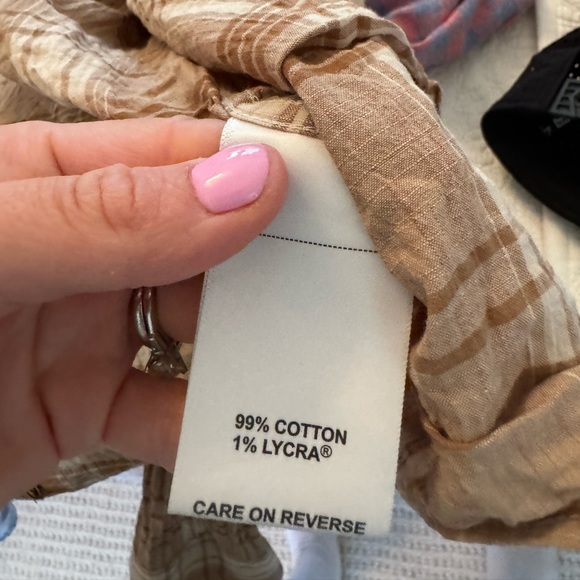 99% COTTON
1% LYCRA®
CARE ON REVERSE